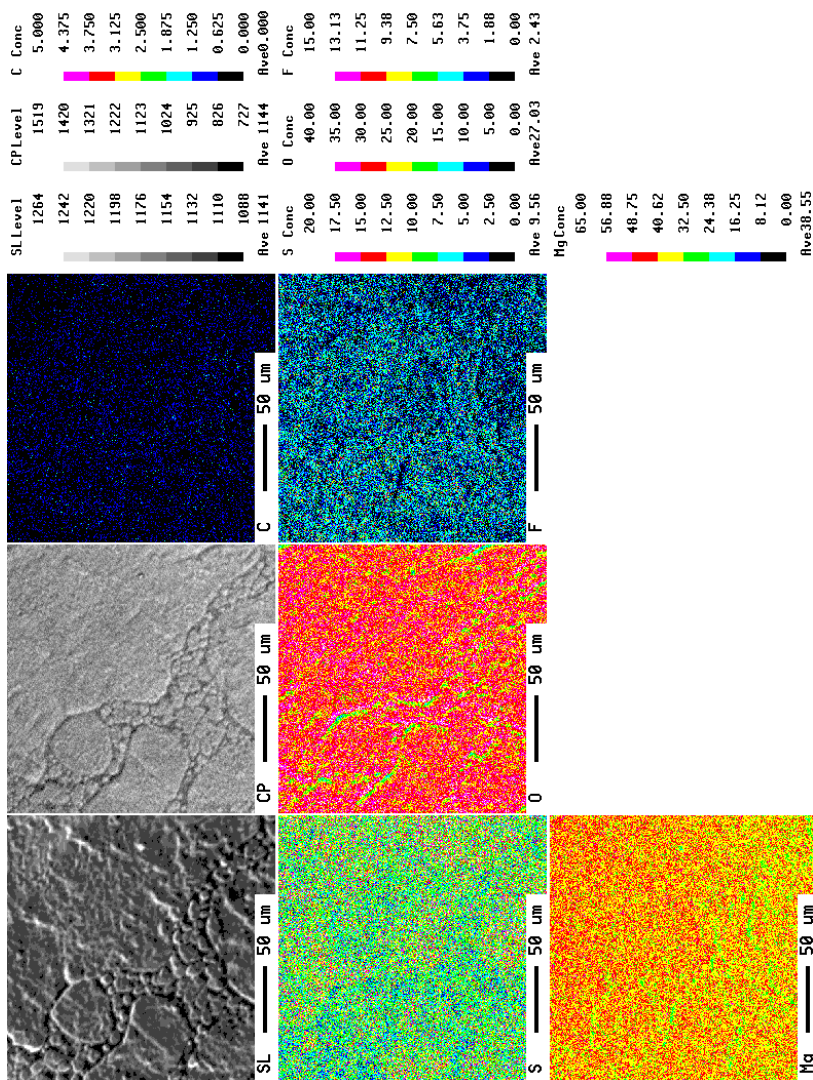 SL
50 um
CP
50 um
C
50 um
SLLevel
1264
1242
1220
1198
1176
1154
1132
1110
1088
Ave 1141
CPLevel
1519
1420
1321
1222
1123
1024
925
826
727
Ave 1144
C Conc
5.000
4.375
3.750
3.125
2.500
1.875
1.250
0.625
0.000
Ave0.000
S
50 um
O
50 um
F
50 um
S Conc
20.00
17.50
15.00
12.50
10.00
7.50
5.00
2.50
0.00
Ave 9.56
O Conc
40.00
35.00
30.00
25.00
20.00
15.00
10.00
5.00
0.00
Ave27.03
F Conc
15.00
13.13
11.25
9.38
7.50
5.63
3.75
1.88
0.00
Ave 2.43
Ma
50 um
MgConc
65.00
56.88
48.75
40.62
32.50
24.38
16.25
8.12
0.00
Ave38.55